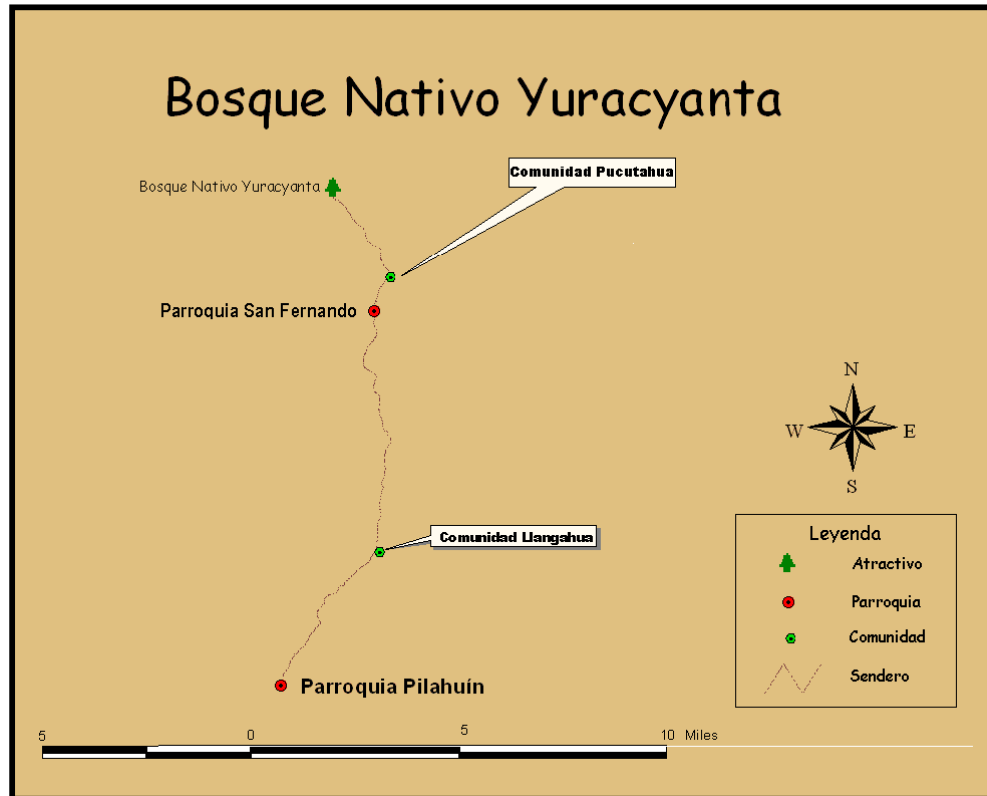 Bosque Nativo Yuracyanta
Comunidad Pucutahua
Bosque Nativo Yuracyanta
Parroquia San Fernando
N
W E
S
Comunidad Llangahua
Leyenda
Atractivo
Parroquia
Comunidad
Sendero
Parroquia Pilahuín
5 0 5 10 Miles